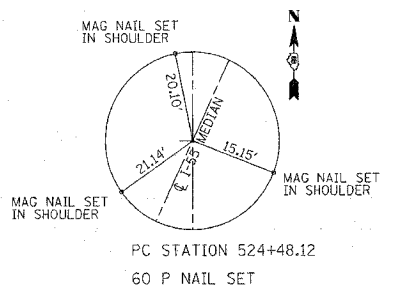 MAG NAIL SET
IN SHOULDER
N
20.10'
MEDIAN
15.15'
21.14'
℄ I-55
MAG NAIL SET
IN SHOULDER
MAG NAIL SET
IN SHOULDER
PC STATION 524+48.12
60 P NAIL SET